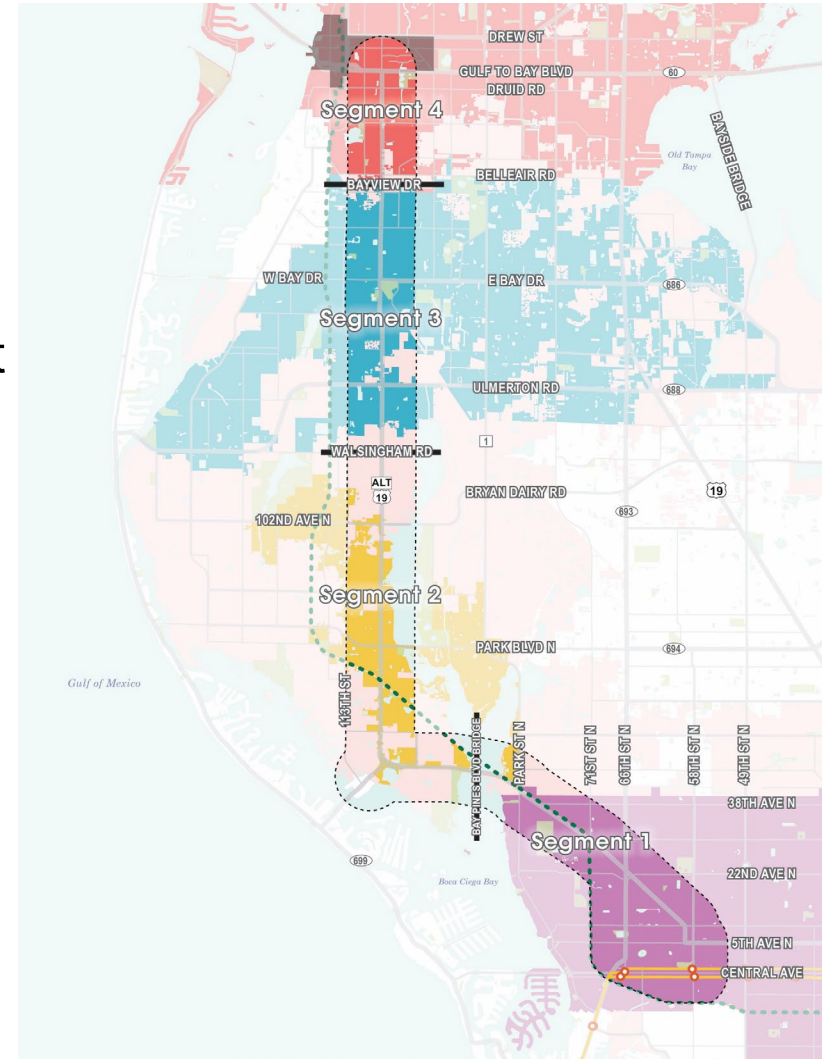 DREW ST
GULF TO BAY BLVD
60
DRUID RD
Segment 4
BAYSIDE BRIDGE
Old Tampa
Bay
BELLEAIR RD
BAYVIEW DR
W BAY DR
E BAY DR
686
Segment 3
t
ULMERTON RD
688
1
WALSINGHAM RD
ALT
19
BRYAN DAIRY RD
19
693
102ND AVE N
Segment 2
PARK BLVD N
694
Gulf of Mexico
113TH ST
BAY PINES BLVD BRIDGE
PARK ST N
71ST ST N
66TH ST N
58TH ST N
49TH ST N
38TH AVE N
Segment 1
699
22ND AVE N
Boca Ciega Bay
5TH AVE N
CENTRAL AVE